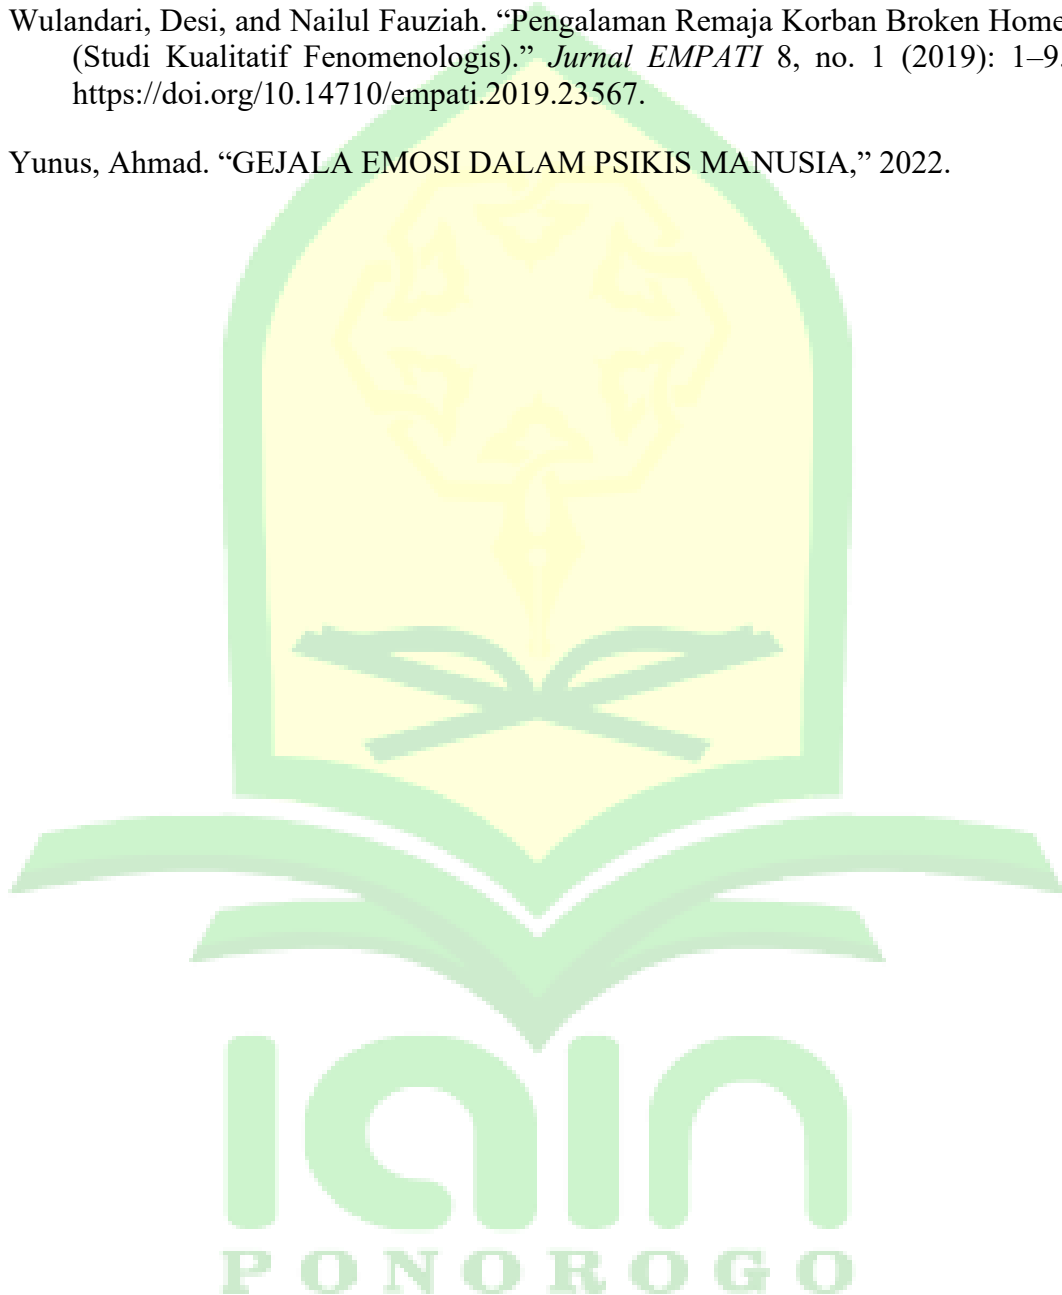 Wulandari, Desi, and Nailul Fauziah. “Pengalaman Remaja Korban Broken Home
(Studi Kualitatif Fenomenologis).” Jurnal EMPATI 8, no. 1 (2019): 1–9.
https://doi.org/10.14710/empati.2019.23567.
Yunus, Ahmad. “GEJALA EMOSI DALAM PSIKIS MANUSIA,” 2022.
iain
PONOROGO